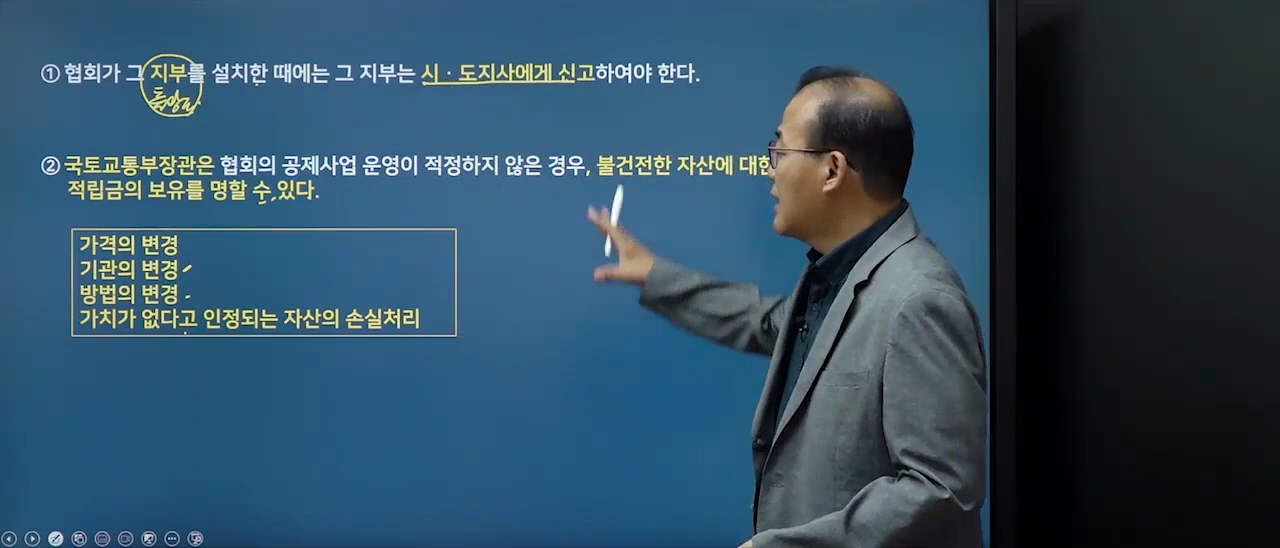 ① 협회가 그 지부를 설치한 때에는 그 지부는 시ㆍ도지사에게 신고하여야 한다.
② 국토교통부장관은 협회의 공제사업 운영이 적정하지 않은 경우, 불건전한 자산에 대한
적립금의 보유를 명할 수 있다.
가격의 변경
기관의 변경
방법의 변경
가치가 없다고 인정되는 자산의 손실처리